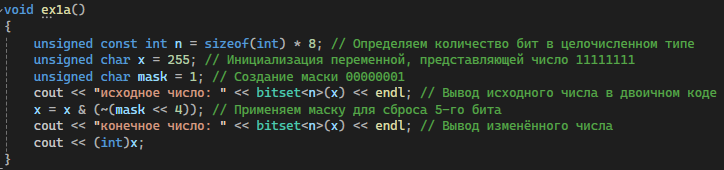 void ex1a()
{
unsigned const int n = sizeof(int) * 8; // Определяем количество бит в целочисленном типе
unsigned char x = 255; // Инициализация переменной, представляющей число 11111111
unsigned char mask = 1; // Создание маски 00000001
cout << "исходное число: " << bitset<n>(x) << endl; // Вывод исходного числа в двоичном коде
x = x & (~(mask << 4)); // Применяем маску для сброса 5-го бита
cout << "конечное число: " << bitset<n>(x) << endl; // Вывод изменённого числа
cout << (int)x;
}